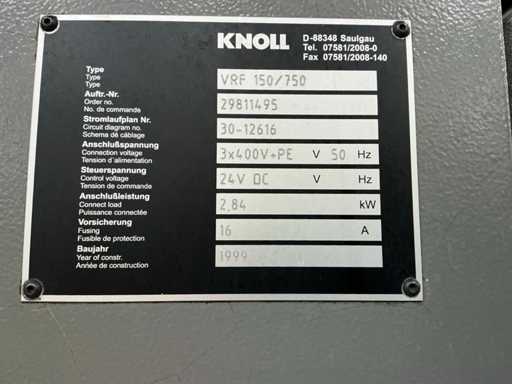 KNOLL
D-88348 Saulgau
Tel. 07581/2008-0
Fax 07581/2008-140
Type
Type
Type
VRF 150/750
Auftr.-Nr.
Order no.
No. de commande
29811495
Stromlaufplan Nr.
Circuit diagram no.
Schema de câblage
30-12616
Anschlußspannung
Connection voltage
Tension d'alimentation
3x400V+PE V 50 Hz
Steuerspannung
Control voltage
Tension de commande
24V DC V Hz
Anschlußleistung
Connect load
Puissance connectée
2,84 kW
Vorsicherung
Fusing
Fusible de protection
16 A
Baujahr
Year of constr.
Année de construction
1999